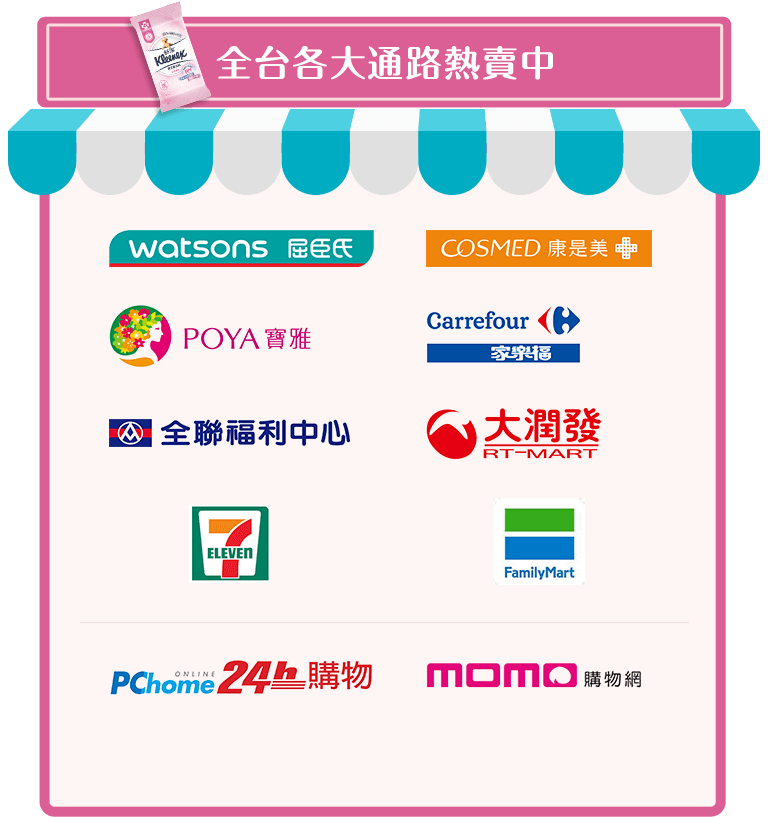 Kleenex
全台各大通路熱賣中
watsons 屈臣氏
COSMED 康是美
POYA 寶雅
Carrefour
家樂福
全聯福利中心
大潤發
RT-MART
7
ELEVEn
FamilyMart
PChome ONLINE 24h 購物
momo 購物網